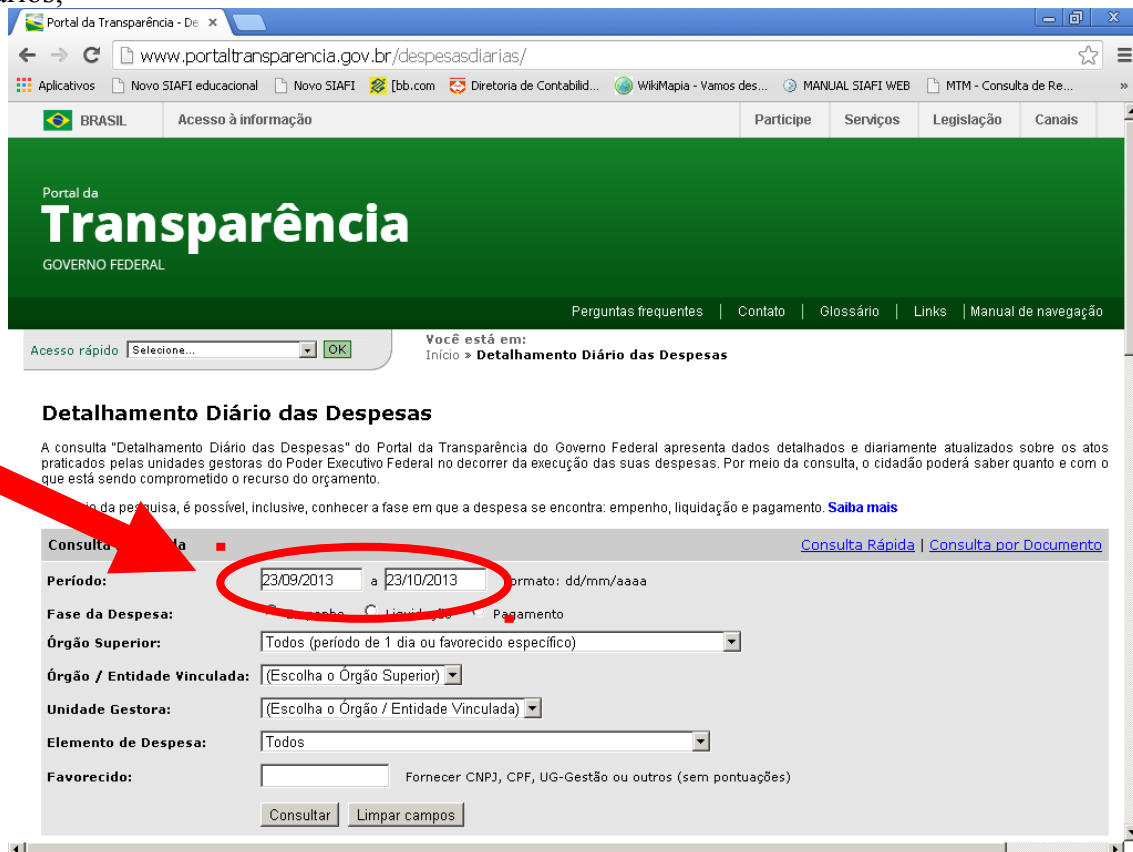 Portal da Transparência - De
www.portaltransparencia.gov.br/despesasdiarias/
Aplicativos Novo SIAFI educacional Novo SIAFI [bb.com Diretoria de Contabilid... WikiMapia - Vamos des... MANUAL SIAFI WEB MTM - Consulta de Re... »
BRASIL Acesso à informação Participe Serviços Legislação Canais
Portal da
Transparência
GOVERNO FEDERAL
Perguntas frequentes | Contato | Glossário | Links | Manual de navegação
Acesso rápido Selecione... OK
Você está em:
Início » Detalhamento Diário das Despesas
Detalhamento Diário das Despesas
A consulta "Detalhamento Diário das Despesas" do Portal da Transparência do Governo Federal apresenta dados detalhados e diariamente atualizados sobre os atos
praticados pelas unidades gestoras do Poder Executivo Federal no decorrer da execução das suas despesas. Por meio da consulta, o cidadão poderá saber quanto e com o
que está sendo comprometido o recurso do orçamento.
da pesquisa, é possível, inclusive, conhecer a fase em que a despesa se encontra: empenho, liquidação e pagamento. Saiba mais
Consulta Consulta Rápida | Consulta por Documento
Período: 23/09/2013 a 23/10/2013 Formato: dd/mm/aaaa
Fase da Despesa: Empenho Liquidação Pagamento
Órgão Superior: Todos (período de 1 dia ou favorecido específico)
Órgão / Entidade Vinculada: (Escolha o Órgão Superior)
Unidade Gestora: (Escolha o Órgão / Entidade Vinculada)
Elemento de Despesa: Todos
Favorecido: Fornecer CNPJ, CPF, UG-Gestão ou outros (sem pontuações)
Consultar Limpar campos